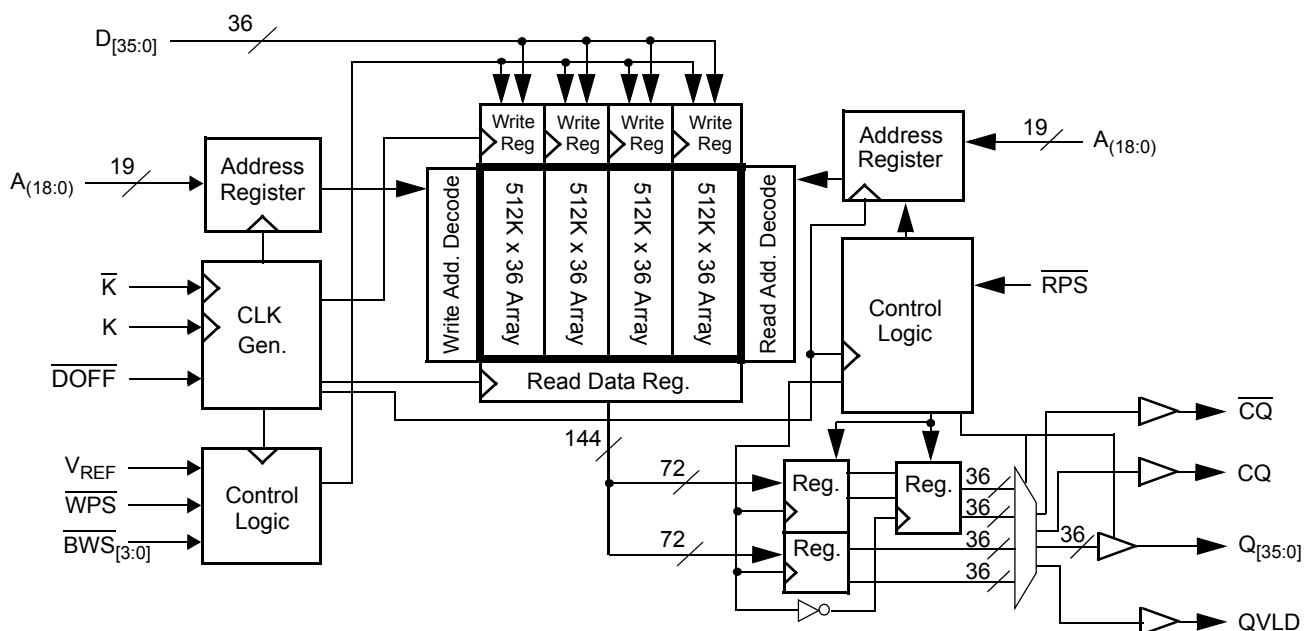 D[35:0]
36
Write Reg
Write Reg
Write Reg
Write Reg
A(18:0)
19
Address Register
Write Add. Decode
512K x 36 Array
512K x 36 Array
512K x 36 Array
512K x 36 Array
Read Add. Decode
Address Register
19
A(18:0)
K
K
DOFF
CLK Gen.
Read Data Reg.
Control Logic
RPS
VREF
WPS
BWS[3:0]
Control Logic
144
72
72
Reg.
Reg.
Reg.
36
36
36
36
36
CQ
CQ
Q[35:0]
QVLD